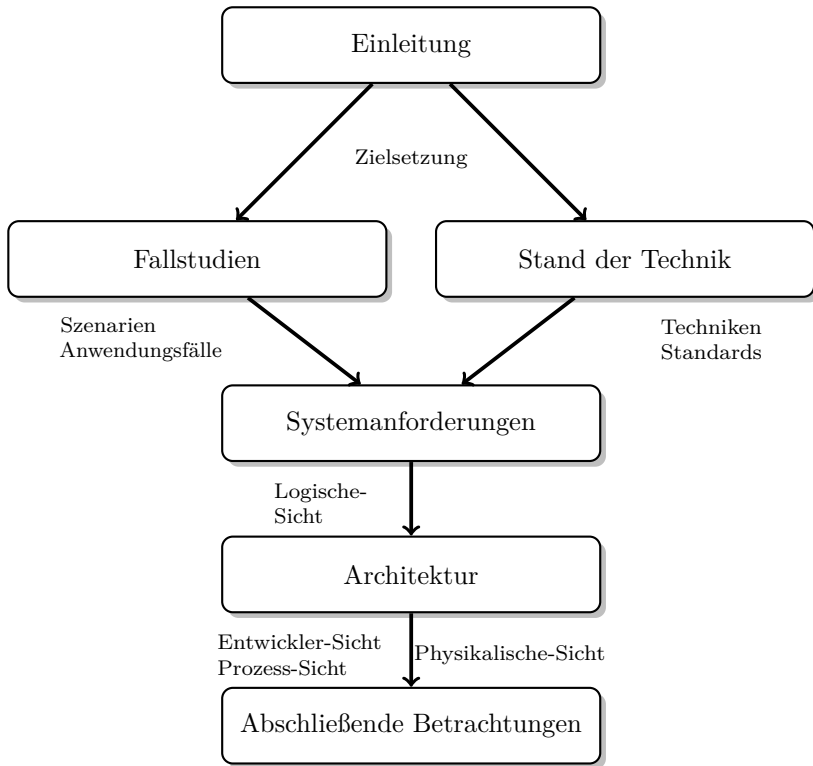 Einleitung
Zielsetzung
Fallstudien
Stand der Technik
Szenarien
Anwendungsfälle
Techniken
Standards
Systemanforderungen
Logische-
Sicht
Architektur
Entwickler-Sicht
Prozess-Sicht
Physikalische-Sicht
Abschließende Betrachtungen